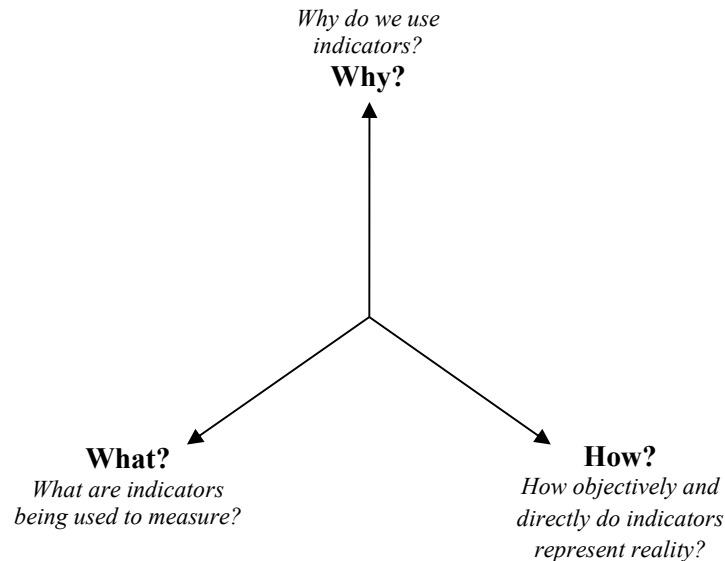 Why do we use
indicators?
Why?
What?
What are indicators
being used to measure?
How?
How objectively and
directly do indicators
represent reality?